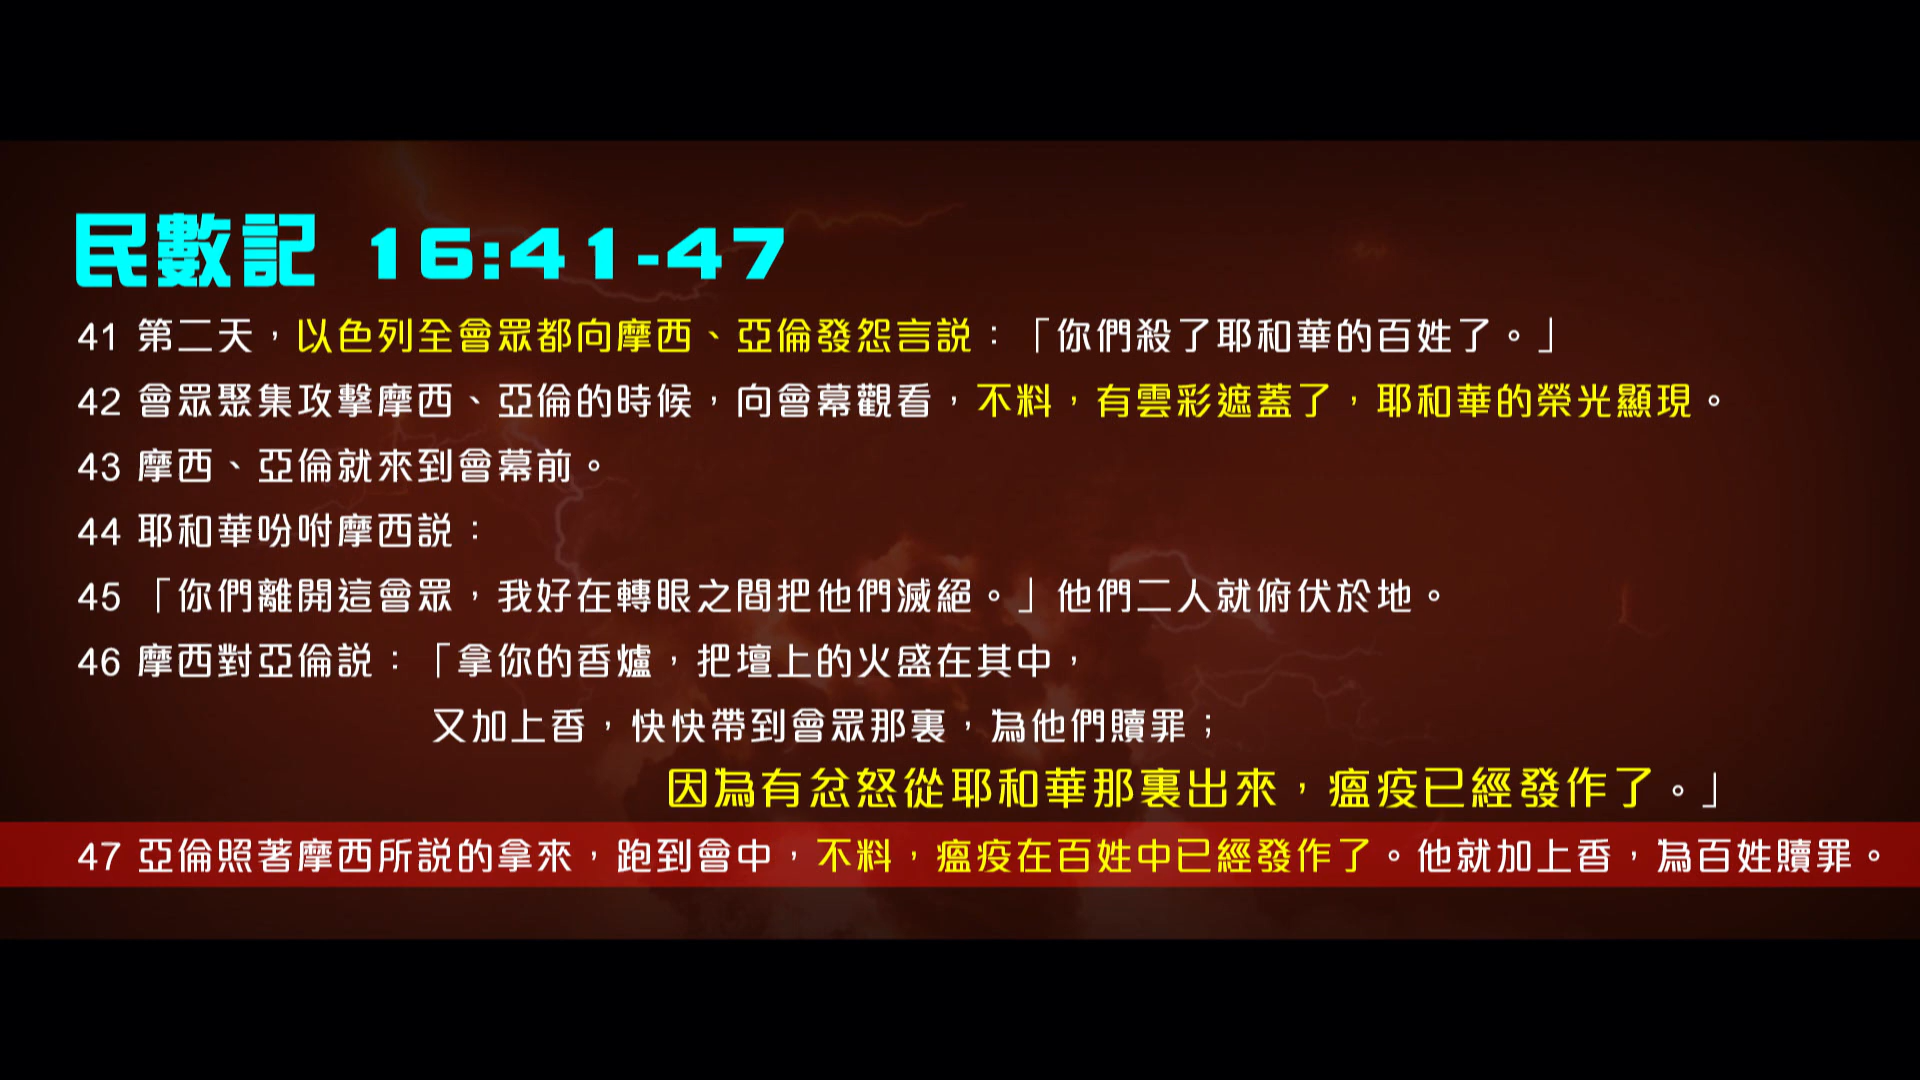 民數記 16:41-47
41 第二天，以色列全會眾都向摩西、亞倫發怨言説：「你們殺了耶和華的百姓了。」
42 會眾聚集攻擊摩西、亞倫的時候，向會幕觀看，不料，有雲彩遮蓋了，耶和華的榮光顯現。
43 摩西、亞倫就來到會幕前。
44 耶和華吩咐摩西説：
45 「你們離開這會眾，我好在轉眼之間把他們滅絕。」他們二人就俯伏於地。
46 摩西對亞倫説：「拿你的香爐，把壇上的火盛在其中，
又加上香，快快帶到會眾那裏，為他們贖罪；
因為有忿怒從耶和華那裏出來，瘟疫已經發作了。」
47 亞倫照著摩西所説的拿來，跑到會中，不料，瘟疫在百姓中已經發作了。他就加上香，為百姓贖罪。